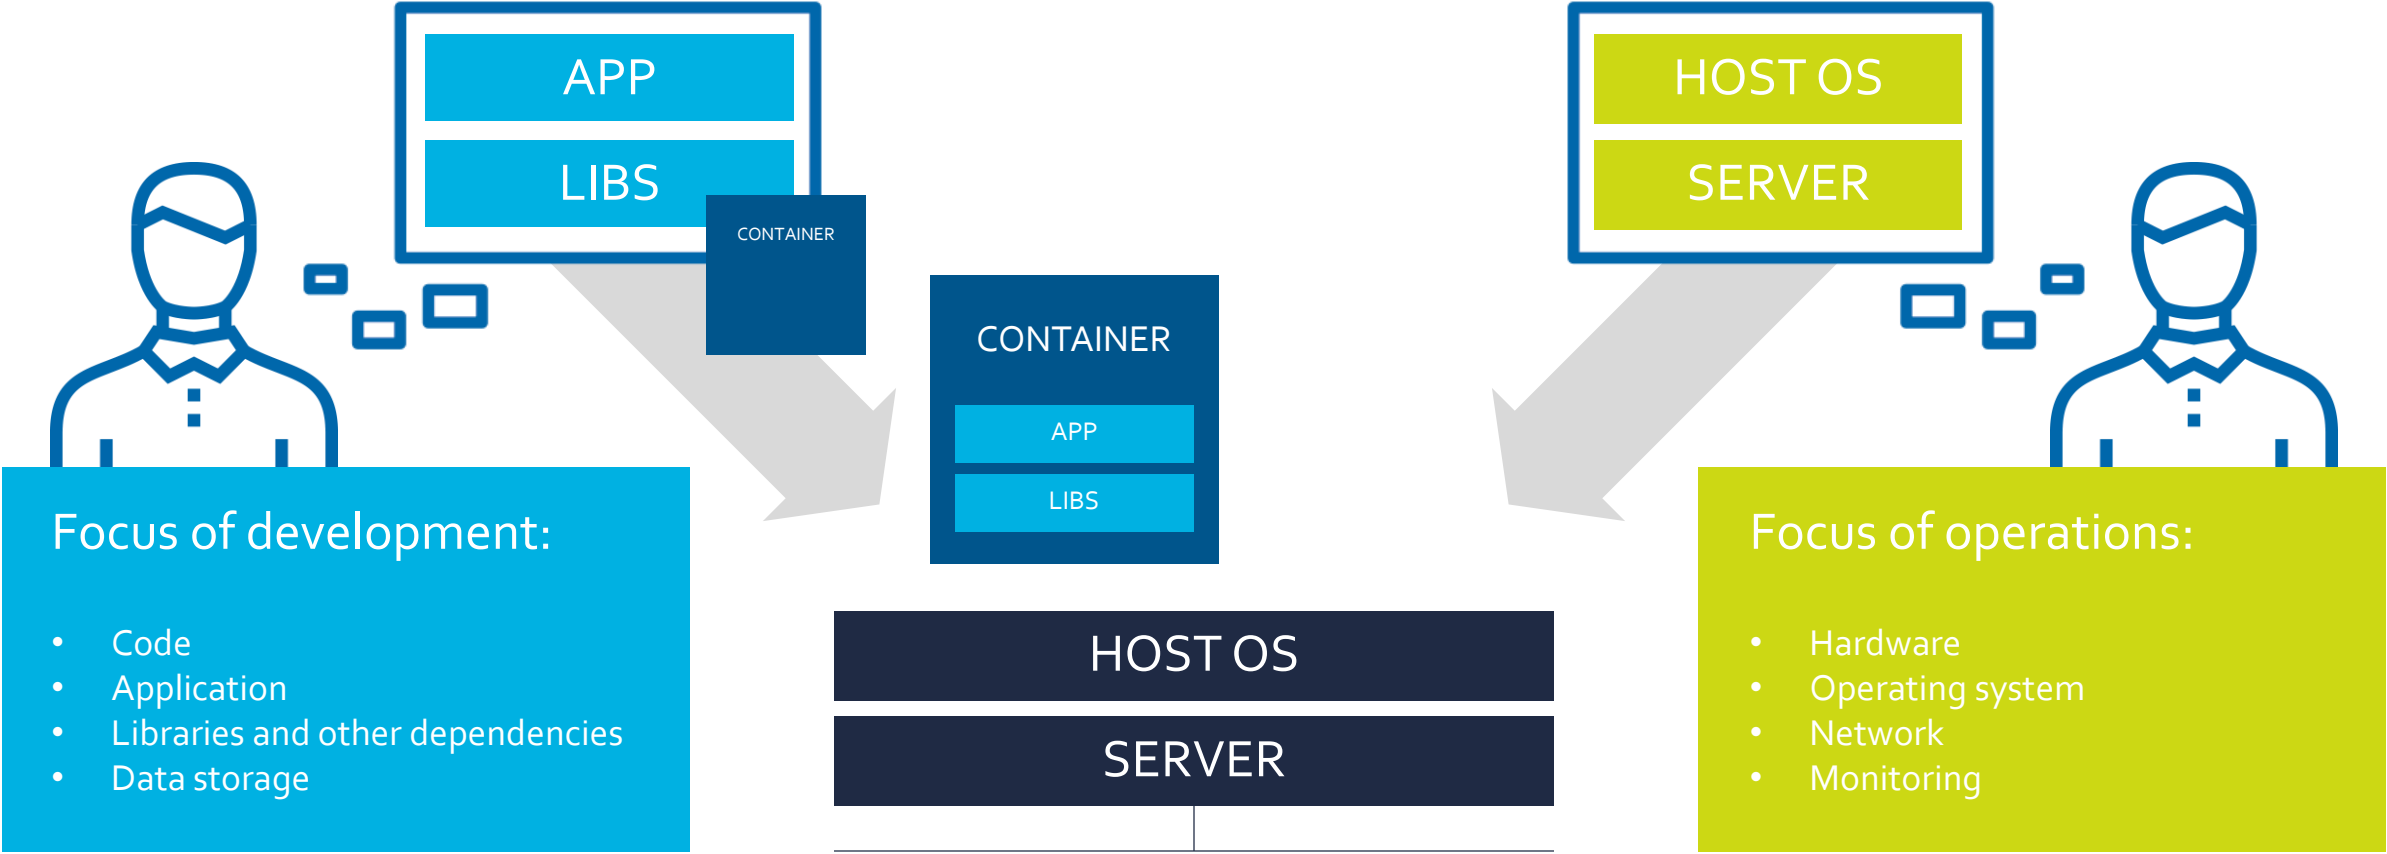 APP
LIBS
CONTAINER
HOST OS
SERVER
CONTAINER
APP
LIBS
HOST OS
SERVER
Focus of development:
• Code
• Application
• Libraries and other dependencies
• Data storage
Focus of operations:
• Hardware
• Operating system
• Network
• Monitoring